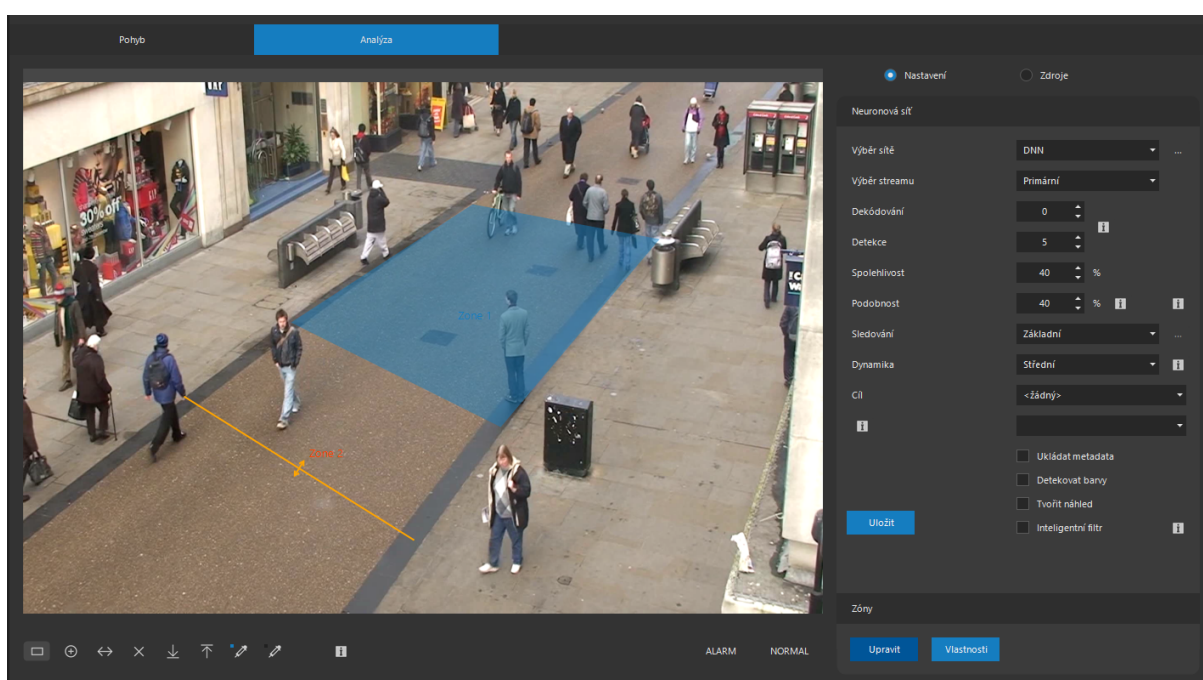 Pohyb
Analýza
Nastavení
Zdroje
Neuronová síť
Výběr sítě
DNN
...
Výběr streamu
Primární
Dekódování
0
Detekce
5
Spolehlivost
40 %
Podobnost
40 %
Sledování
Základní
...
Dynamika
Střední
Cíl
<žádný>
Ukládat metadata
Detekovat barvy
Tvořit náhled
Inteligentní filtr
Uložit
Zóny
Upravit
Vlastnosti
30% off
Zone 1
Zone 2
ALARM
NORMAL